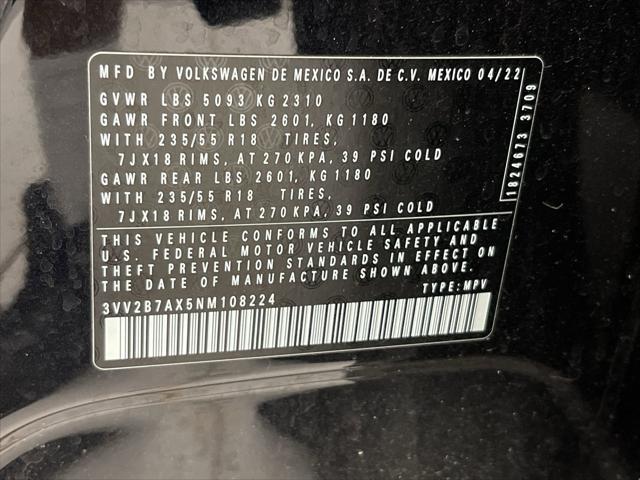 MFD BY VOLKSWAGEN DE MEXICO S.A. DE C.V. MEXICO 04/22
GVWR LBS 5093 KG 2310
GAWR FRONT LBS 2601, KG 1180
WITH 235/55 R18 TIRES,
7JX18 RIMS, AT 270 KPA, 39 PSI COLD
GAWR REAR LBS 2601, KG 1180
WITH 235/55 R18 TIRES,
7JX18 RIMS, AT 270 KPA, 39 PSI COLD
THIS VEHICLE CONFORMS TO ALL APPLICABLE
U.S. FEDERAL MOTOR VEHICLE SAFETY AND
THEFT PREVENTION STANDARDS IN EFFECT ON
THE DATE OF MANUFACTURE SHOWN ABOVE.
3VV2B7AX5NM108224 TYPE: MPV
1824673 3709